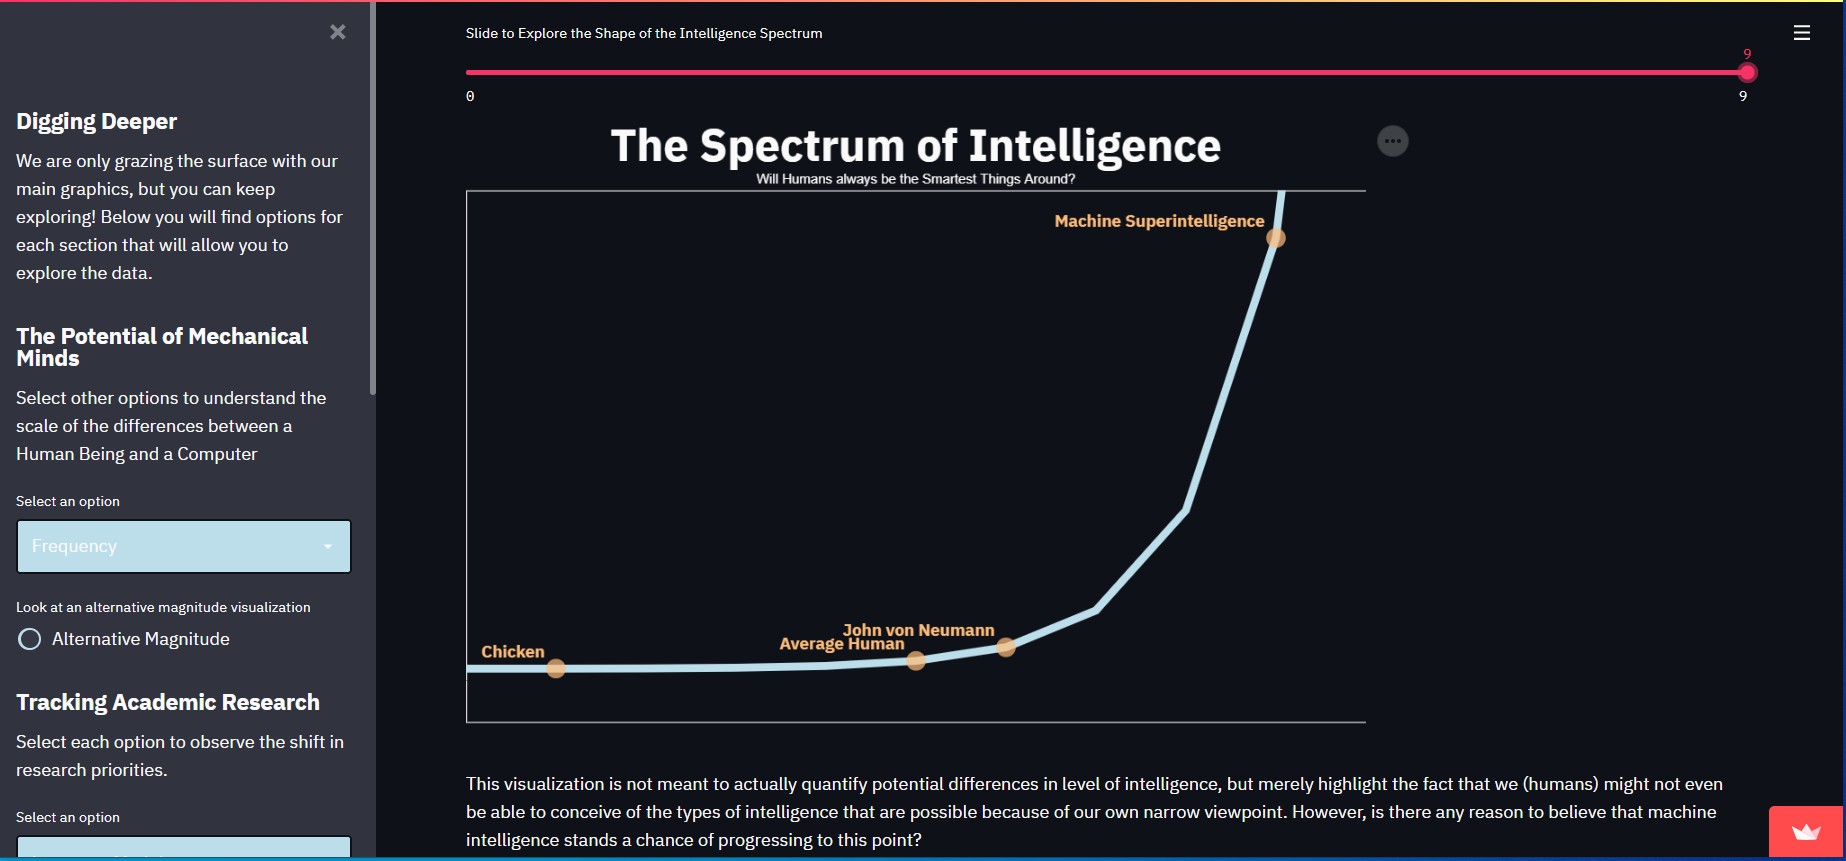 Digging Deeper
We are only grazing the surface with our
main graphics, but you can keep
exploring! Below you will find options for
each section that will allow you to
explore the data.
The Potential of Mechanical
Minds
Select other options to understand the
scale of the differences between a
Human Being and a Computer
Select an option
Frequency
Look at an alternative magnitude visualization
Alternative Magnitude
Tracking Academic Research
Select each option to observe the shift in
research priorities.
Select an option
Slide to Explore the Shape of the Intelligence Spectrum
9
0
9
The Spectrum of Intelligence
Will Humans always be the Smartest Things Around?
Machine Superintelligence
John von Neumann
Average Human
Chicken
This visualization is not meant to actually quantify potential differences in level of intelligence, but merely highlight the fact that we (humans) might not even
be able to conceive of the types of intelligence that are possible because of our own narrow viewpoint. However, is there any reason to believe that machine
intelligence stands a chance of progressing to this point?